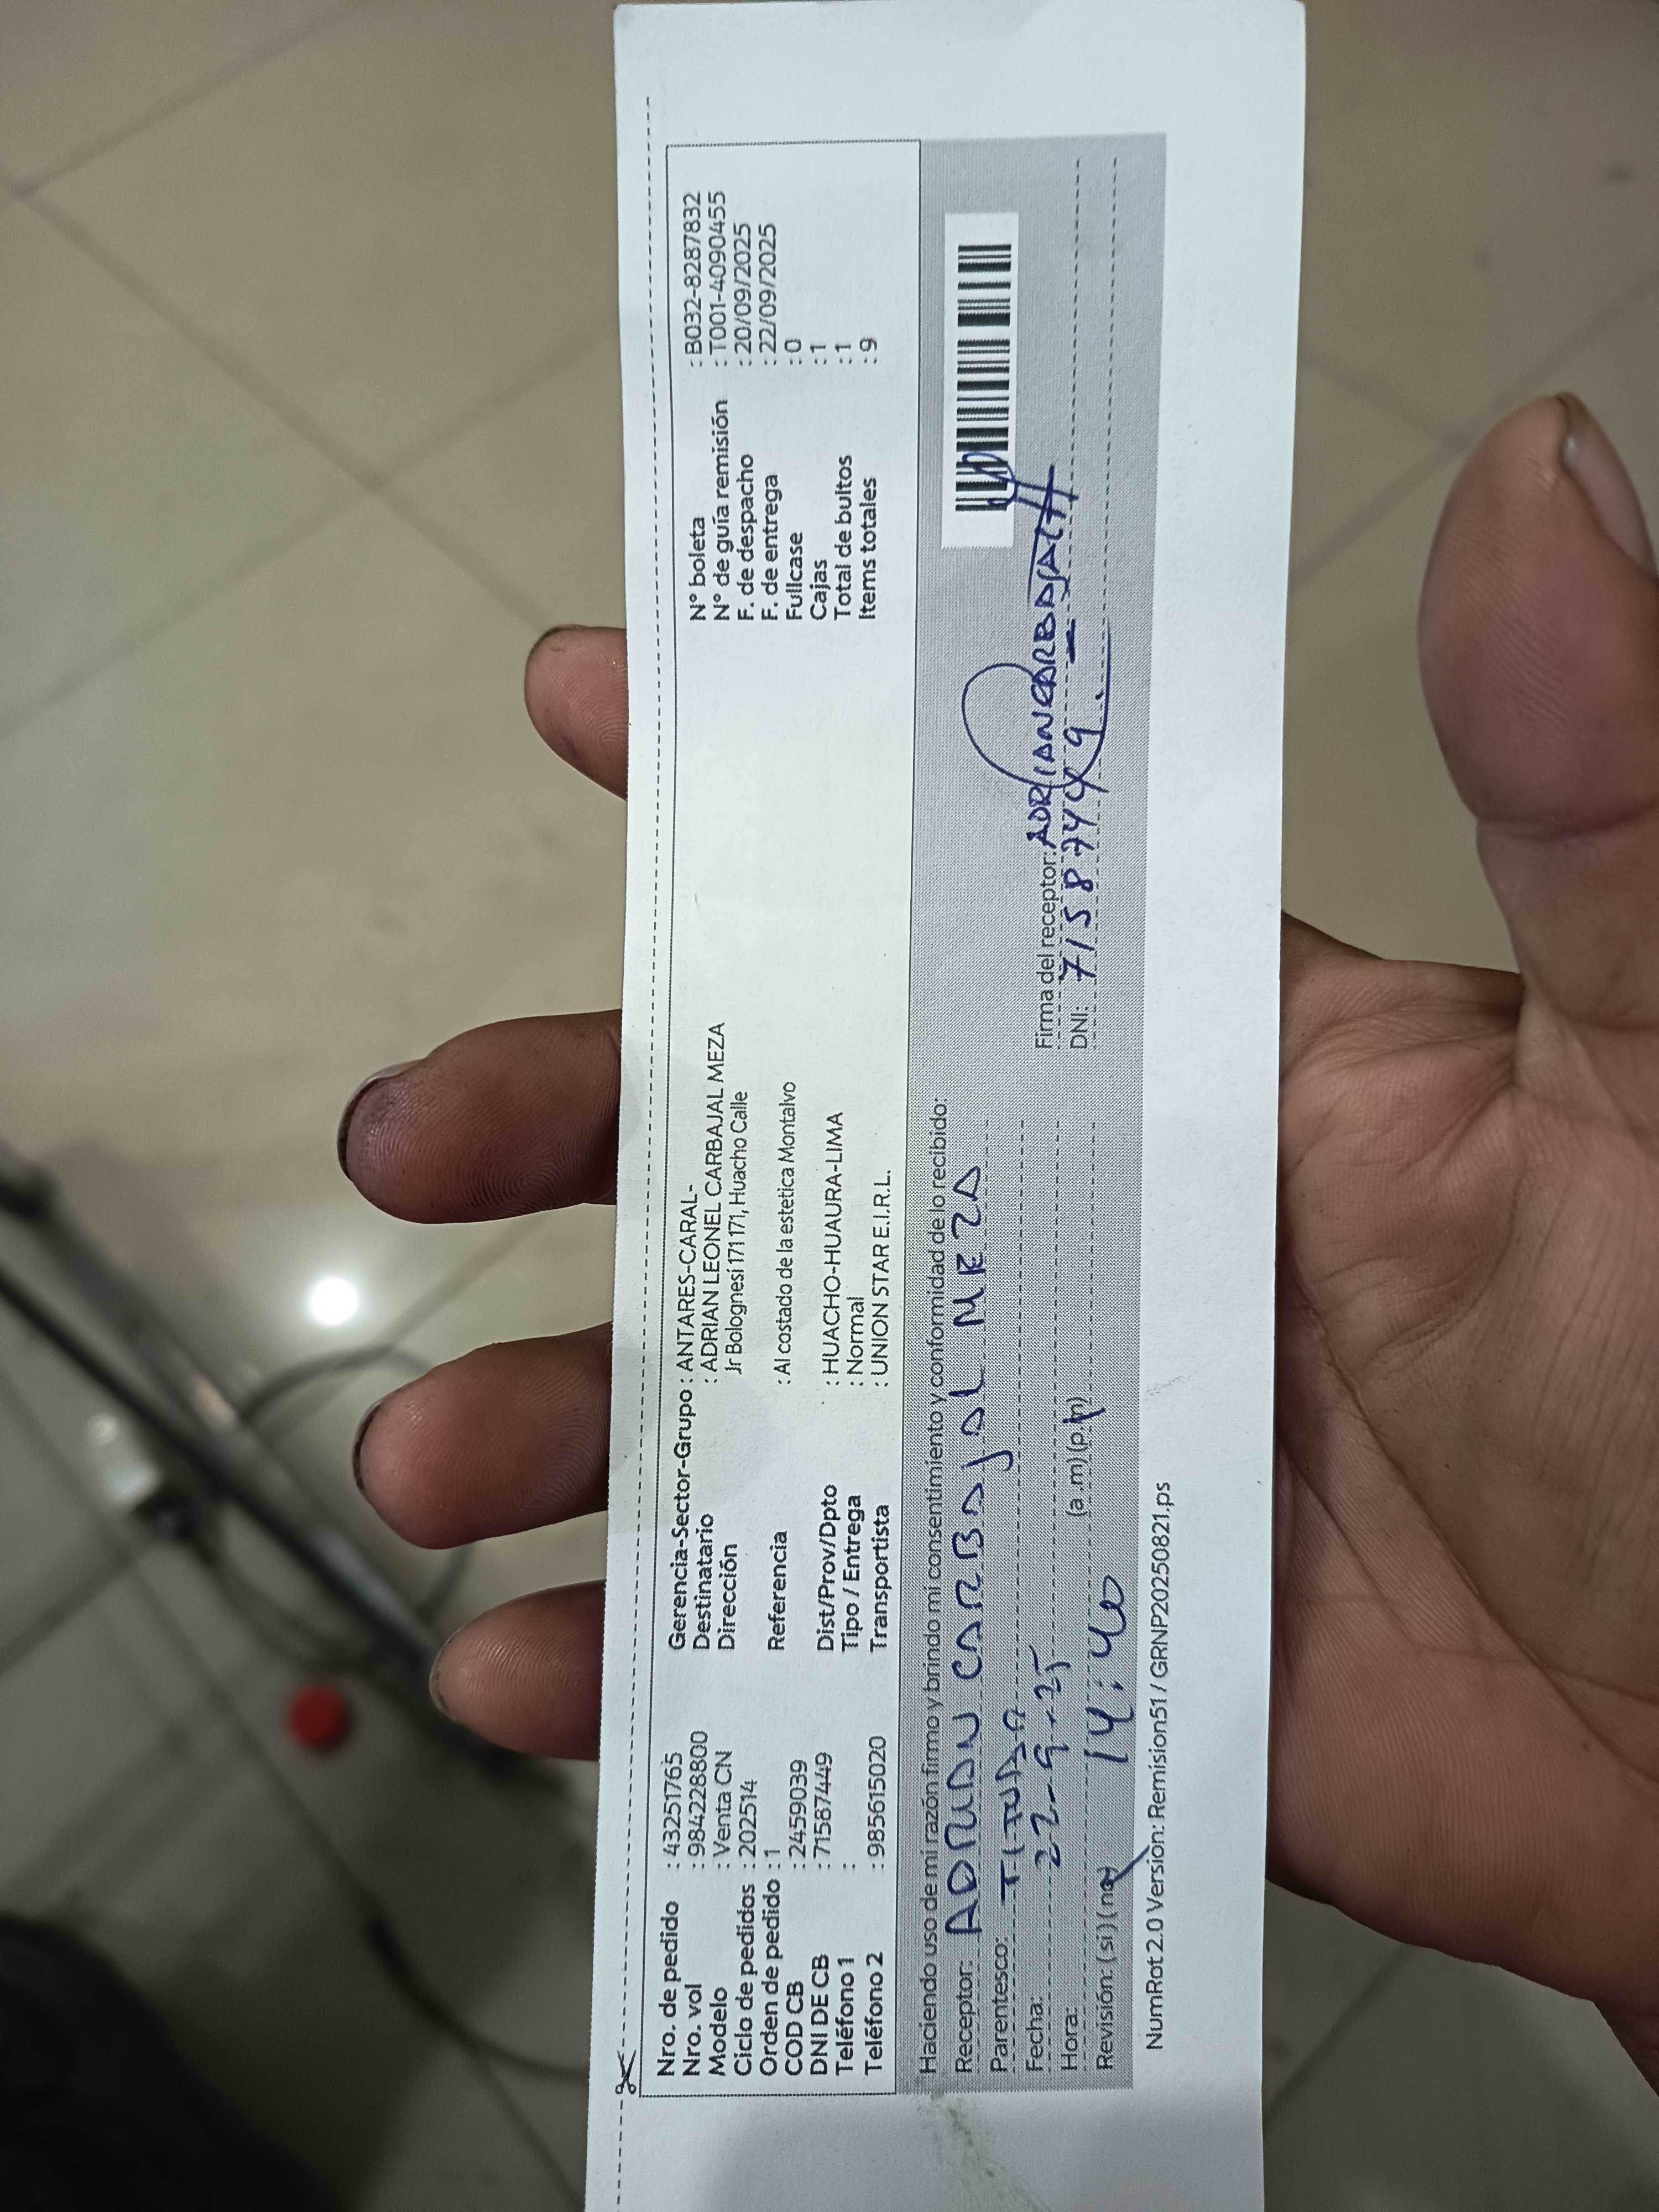 Nro. de pedido : 43251765
Nro. vol : 984228800
Modelo : Venta CN
Ciclo de pedidos : 202514
Orden de pedido : 1
COD CB : 2459039
DNI DE CB : 71587449
Teléfono 1 :
Teléfono 2 : 985615020
Gerencia-Sector-Grupo : ANTARES-CARAL-
Destinatario : ADRIAN LEONEL CARBAJAL MEZA
Dirección Jr Bolognesi 171 171, Huacho Calle
Referencia : Al costado de la estetica Montalvo
Dist/Prov/Dpto : HUACHO-HUAURA-LIMA
Tipo / Entrega : Normal
Transportista : UNION STAR E.I.R.L.
N° boleta : B032-8287832
N° de guía remisión : T001-4090455
F. de despacho : 20/09/2025
F. de entrega : 22/09/2025
Fullcase : 0
Cajas : 1
Total de bultos : 1
Items totales : 9
Haciendo uso de mi razón firmo y brindo mi consentimiento y conformidad de lo recibido:
Receptor: ADRIAN CARBAJAL MEZA
Parentesco:
Fecha: 22-9-25
Hora: 14:40 (a.m)(p.m)
Revisión: (si) (no)
Firma del receptor: ADRIAN CARBAJAL
DNI: 71587449
NumRot 2.0 Version: Remision51 / GRNP20250821.ps